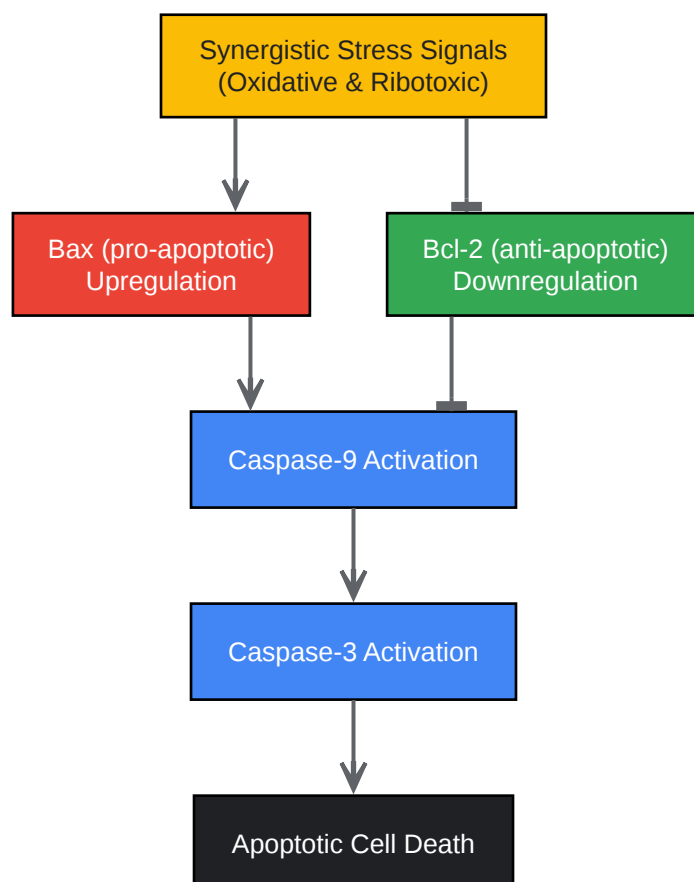 Synergistic Stress Signals
(Oxidative & Ribotoxic)
Bax (pro-apoptotic)
Upregulation
Bcl-2 (anti-apoptotic)
Downregulation
Caspase-9 Activation
Caspase-3 Activation
Apoptotic Cell Death